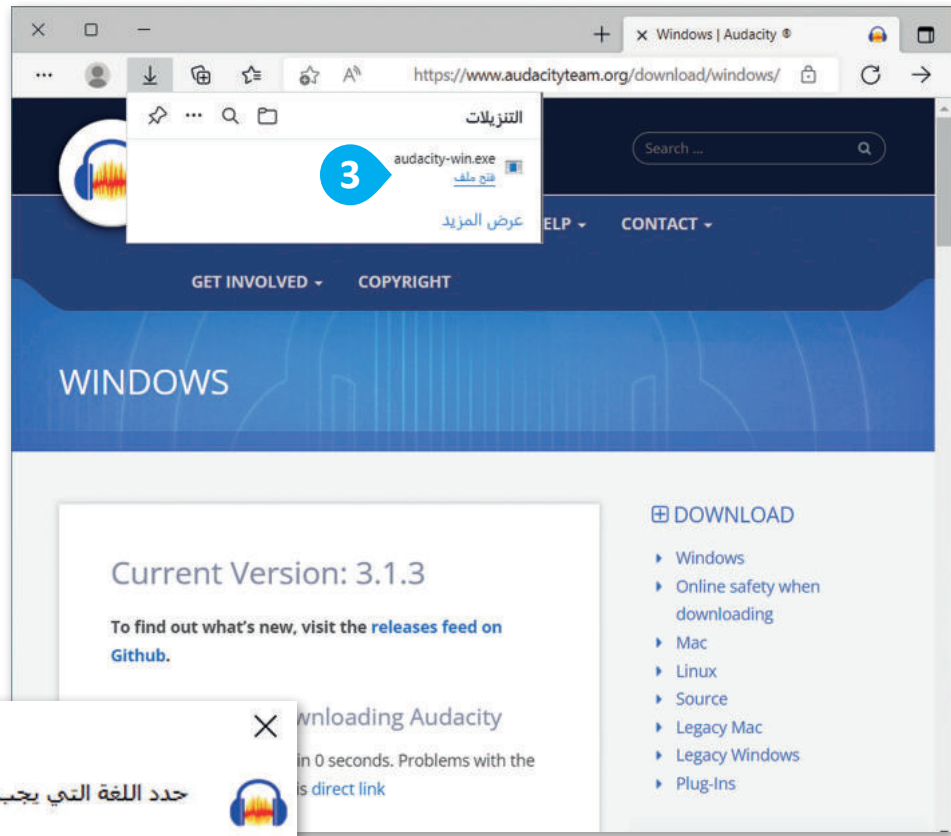 Windows | Audacity ®
https://www.audacityteam.org/download/windows/
التنزيلات
audacity-win.exe
فتح ملف
عرض المزيد
3
Search ...
ELP
CONTACT
GET INVOLVED
COPYRIGHT
WINDOWS
Current Version: 3.1.3
To find out what's new, visit the releases feed on
Github.
wnloading Audacity
in 0 seconds. Problems with the
is direct link
DOWNLOAD
Windows
Online safety when
downloading
Mac
Linux
Source
Legacy Mac
Legacy Windows
Plug-Ins
حدد اللغة التي يجب